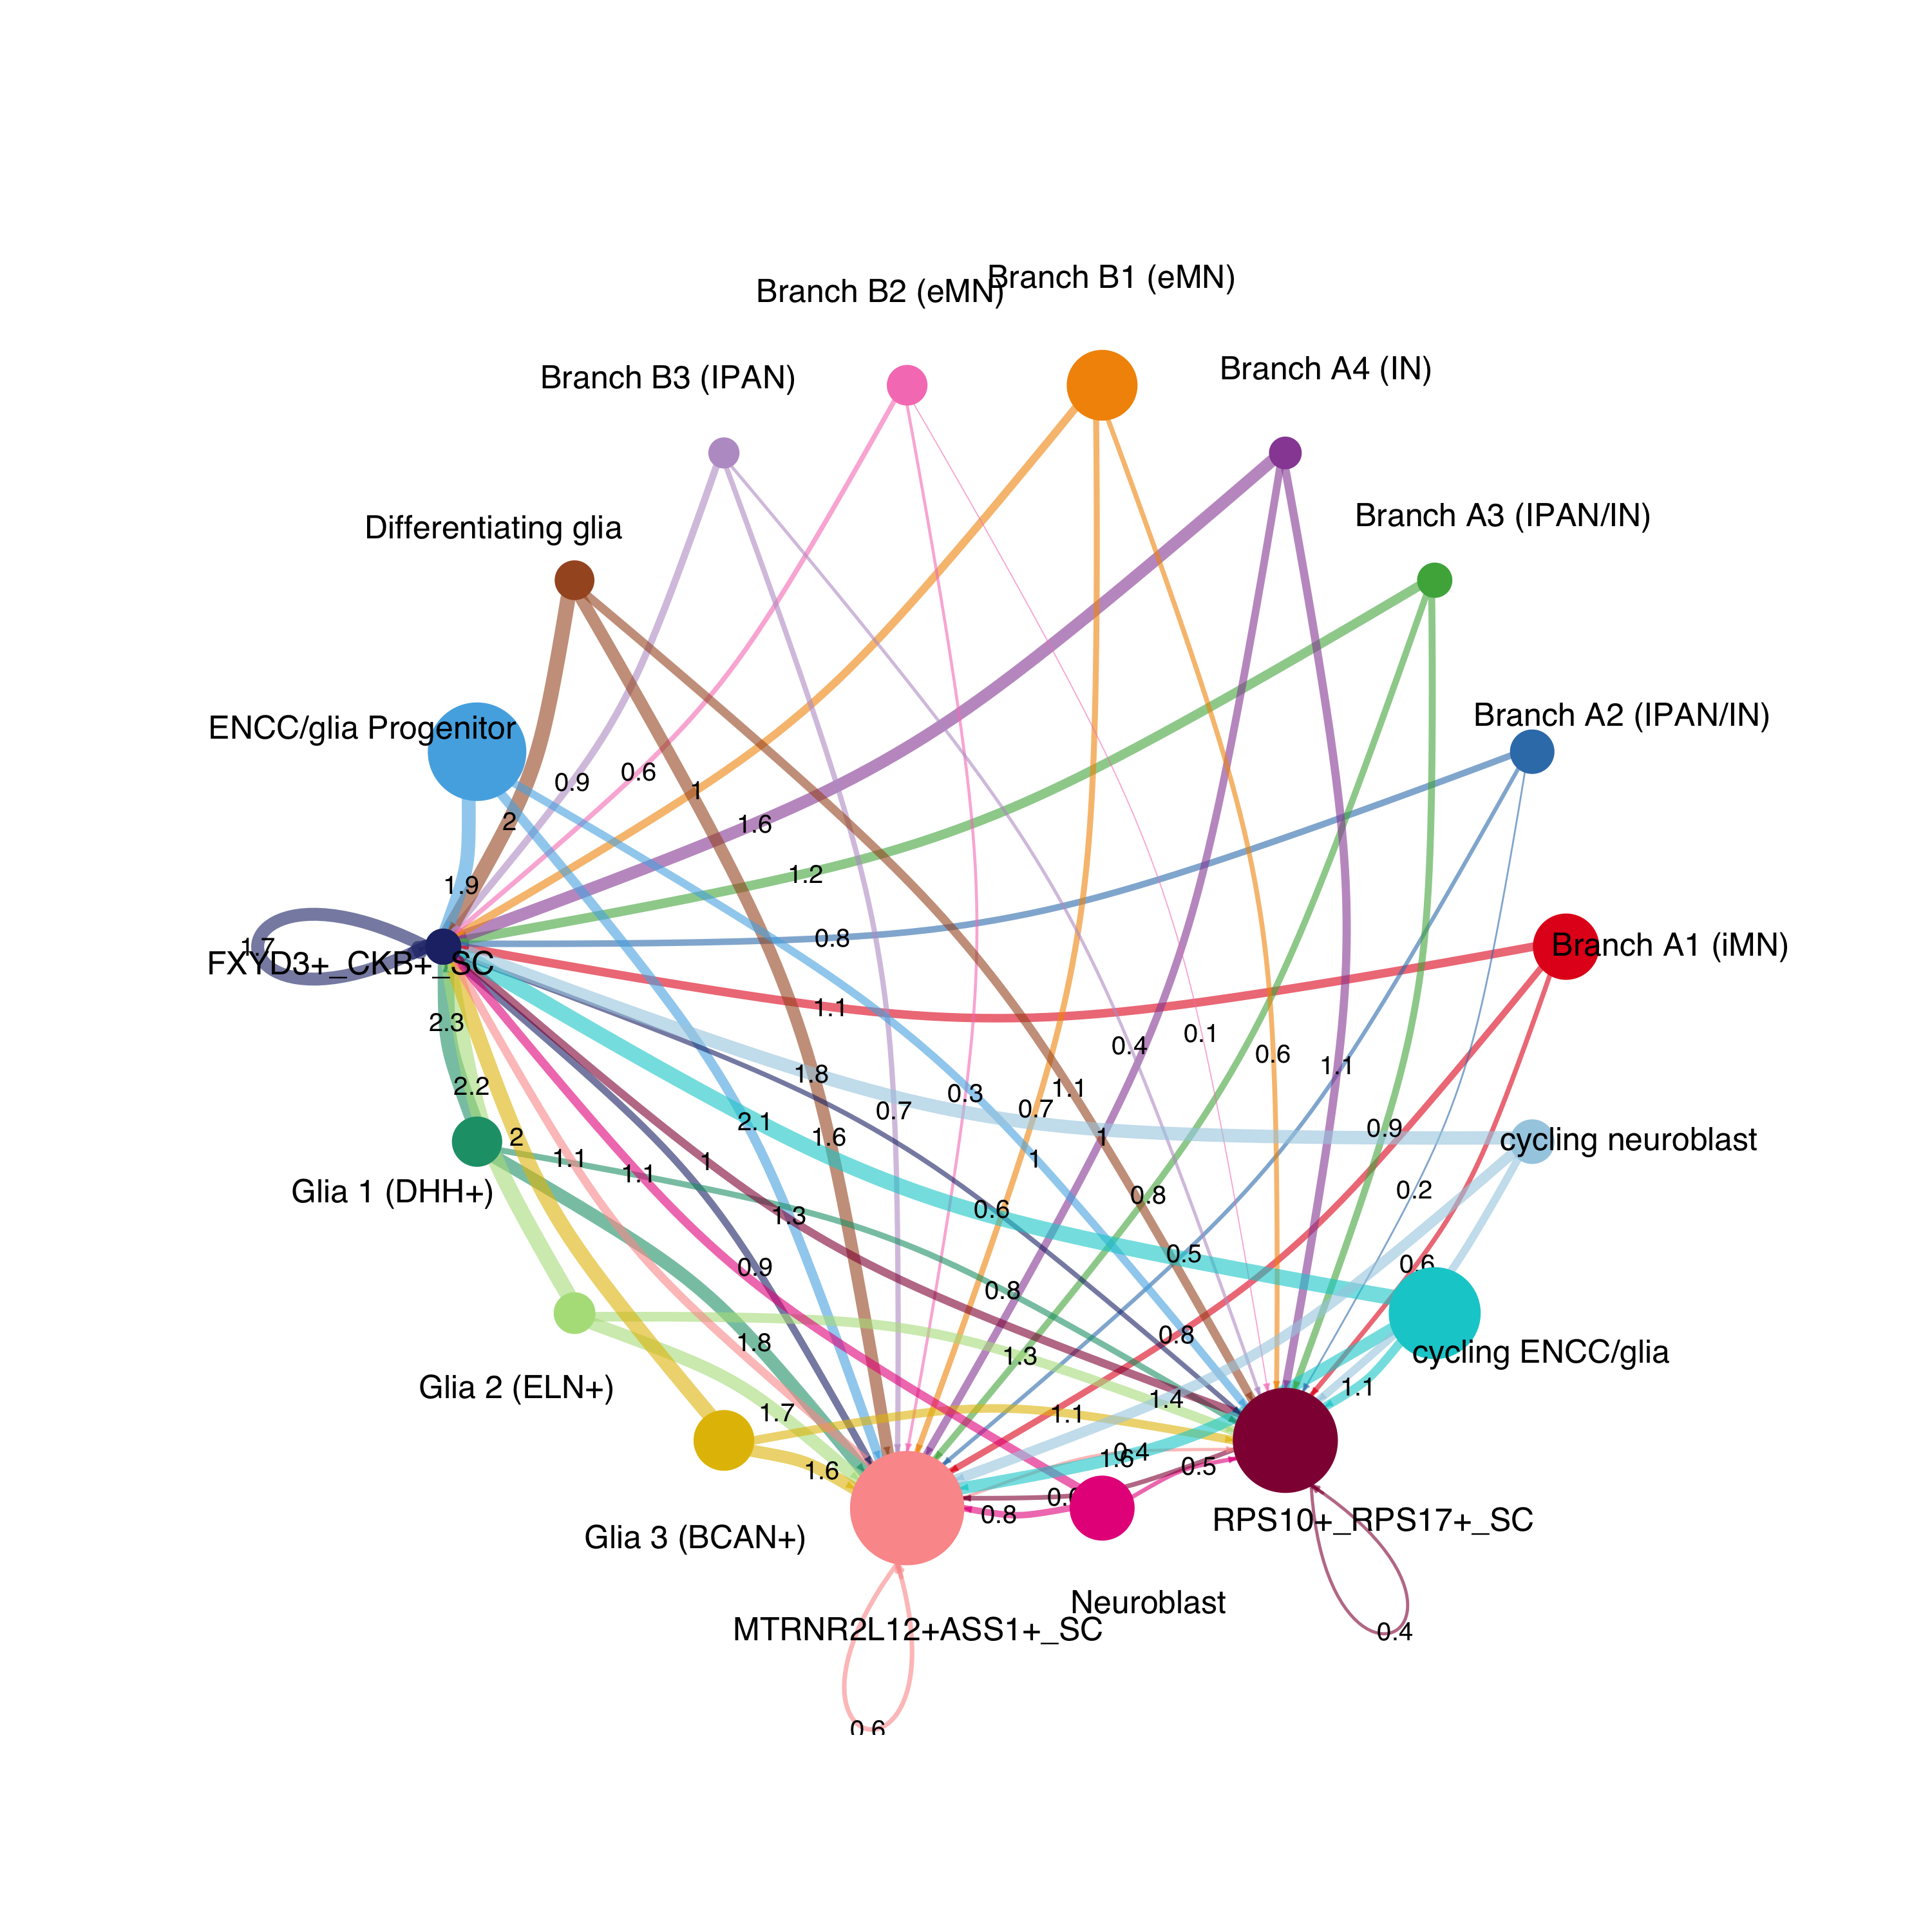 Branch B1 (eMN)
Branch B2 (eMN)
Branch A4 (IN)
Branch B3 (IPAN)
Branch A3 (IPAN/IN)
Differentiating glia
Branch A2 (IPAN/IN)
ENCC/glia Progenitor
0.6
0.9
1
2
1.6
1.2
1.9
0.8
Branch A1 (iMN)
1.7
FXYD3+_CKB+_SC
1.1
2.3
0.1
0.4
0.6
1.1
1.8
2.2
1.1
0.3
0.7
0.7
2.1
0.9
2
1.6
1
cycling neuroblast
1.1
1.1
1
1
Glia 1 (DHH+)
0.2
0.8
0.6
1.3
0.5
0.6
0.9
0.8
0.8
1.8
cycling ENCC/glia
1.3
Glia 2 (ELN+)
1.1
1.4
1.7
1.1
0.4
1.6
0.5
1.6
0.8
RPS10+_RPS17+_SC
Glia 3 (BCAN+)
Neuroblast
MTRNR2L12+ASS1+_SC
0.4
0.6